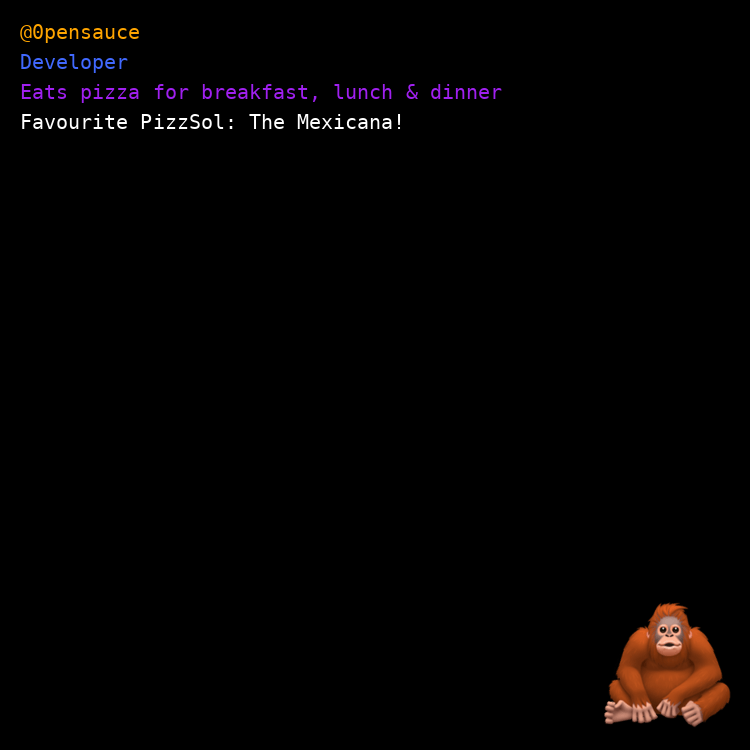 @0pensauce
Developer
Eats pizza for breakfast, lunch & dinner
Favourite PizzSol: The Mexicana!